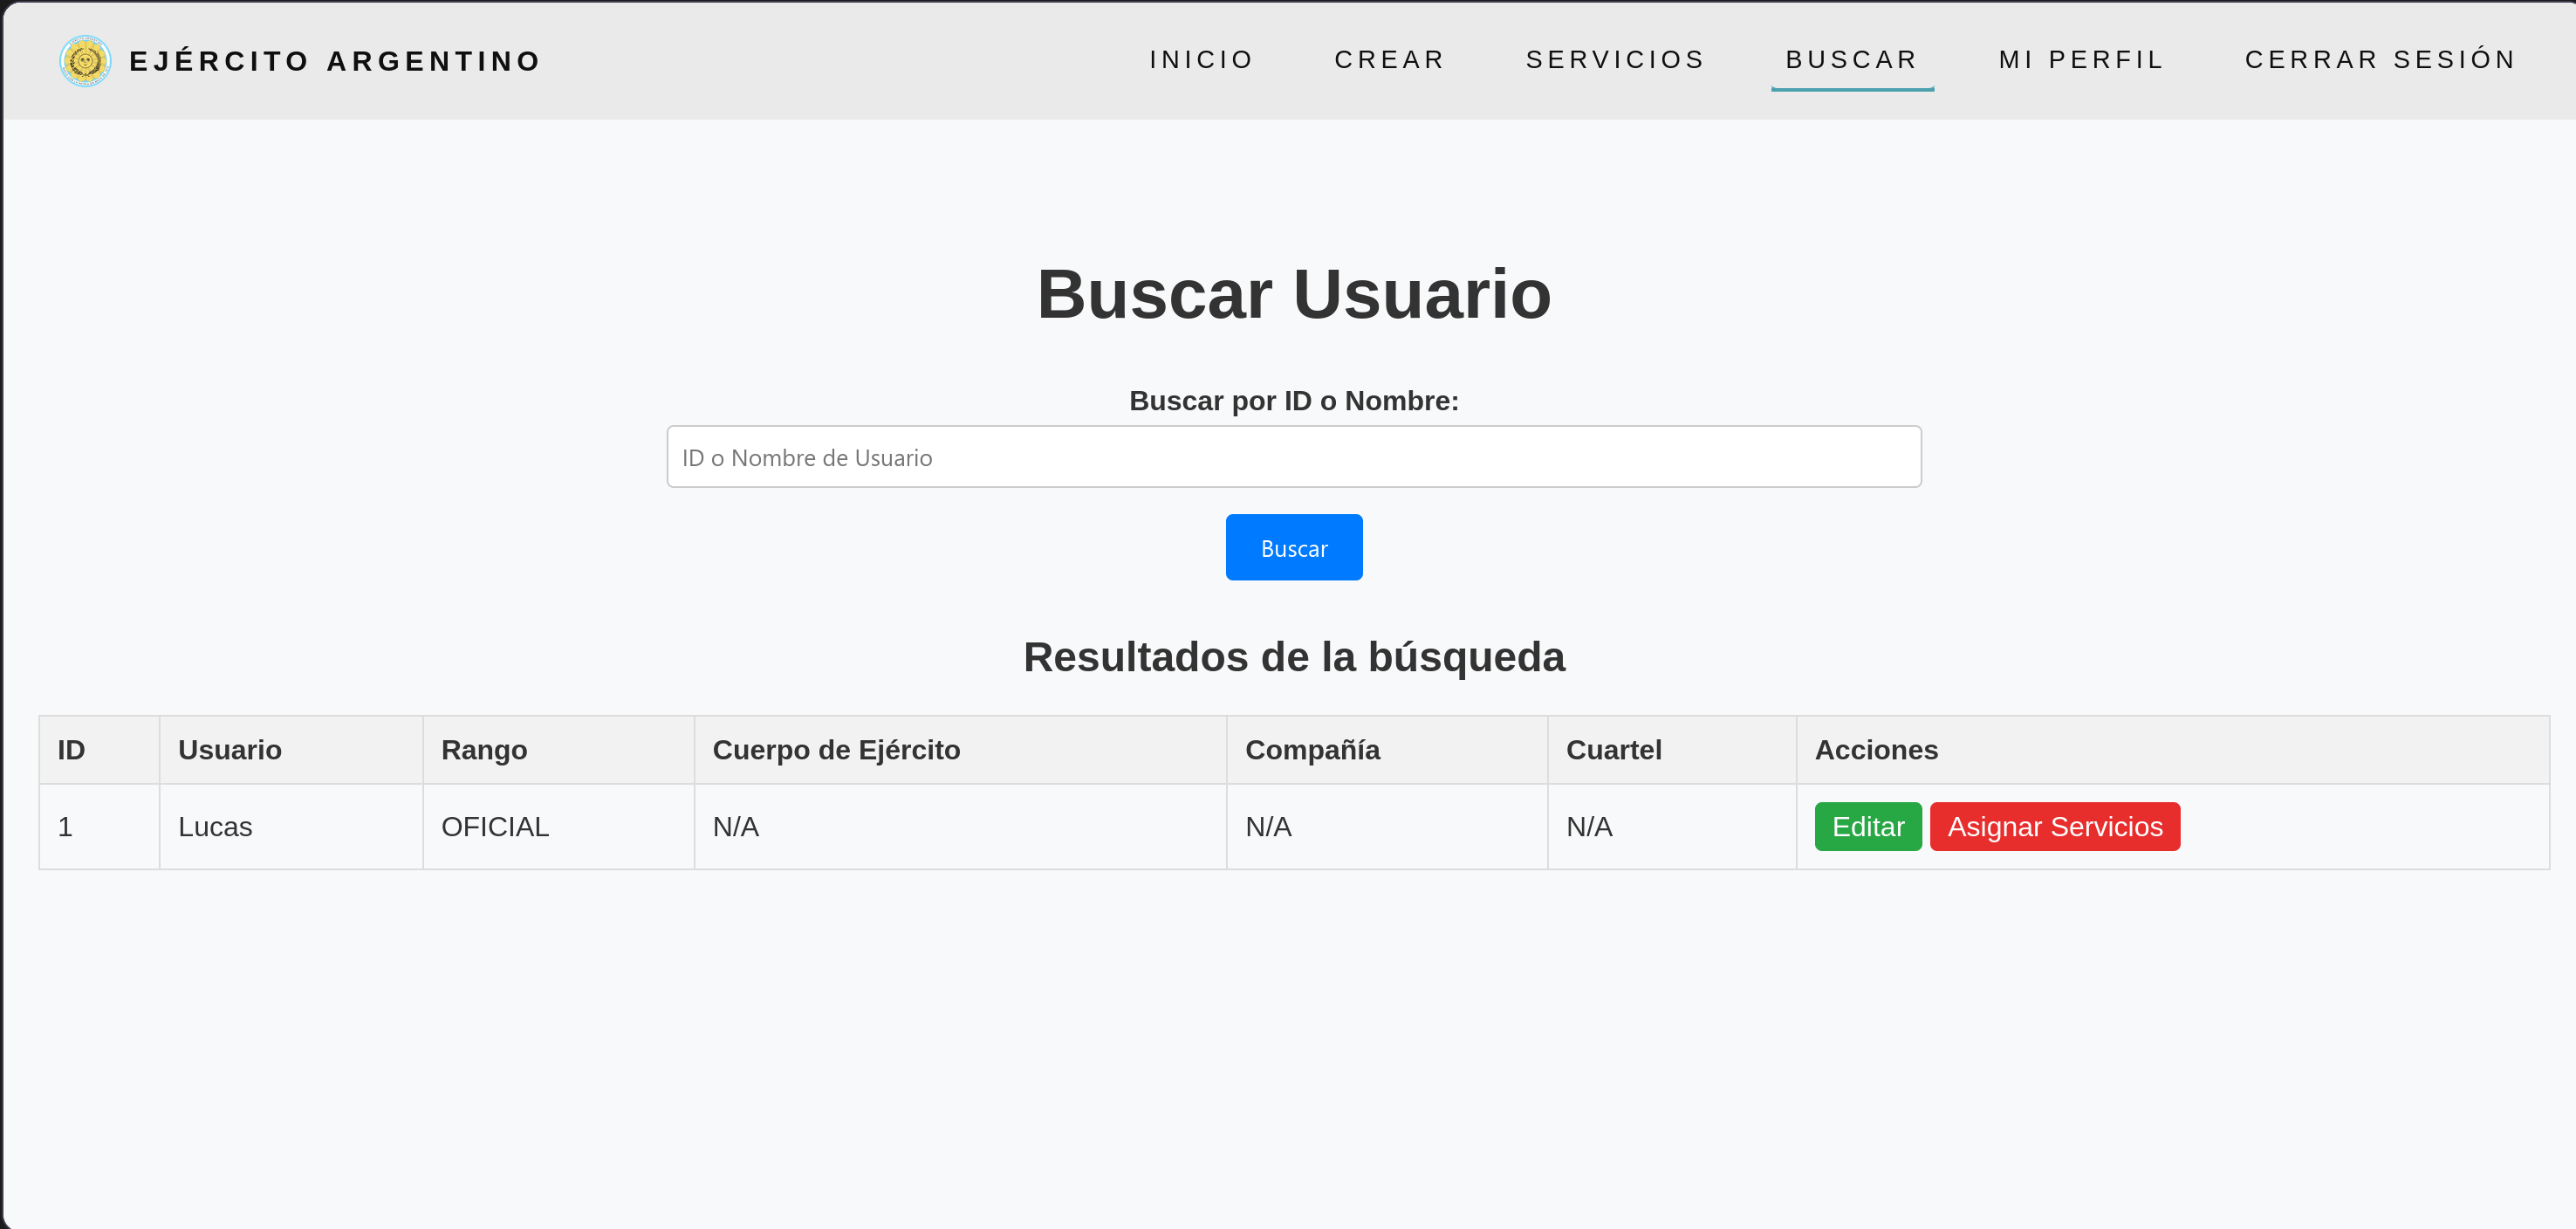 EJÉRCITO ARGENTINO INICIO CREAR SERVICIOS BUSCAR MI PERFIL CERRAR SESIÓN
Buscar Usuario
Buscar por ID o Nombre:
ID o Nombre de Usuario
Buscar
Resultados de la búsqueda
ID Usuario Rango Cuerpo de Ejército Compañía Cuartel Acciones
1 Lucas OFICIAL N/A N/A N/A Editar Asignar Servicios